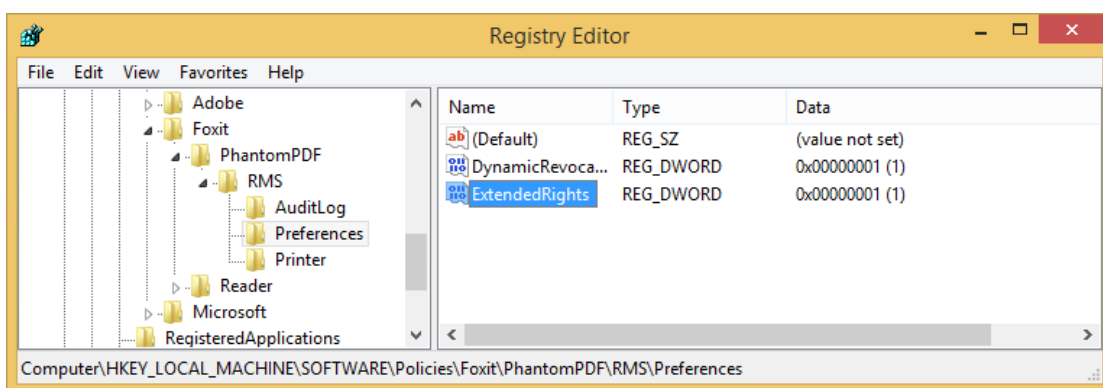 Registry Editor
File Edit View Favorites Help
Adobe
Foxit
PhantomPDF
RMS
AuditLog
Preferences
Printer
Reader
Microsoft
RegisteredApplications
Name Type Data
ab (Default) REG_SZ (value not set)
DynamicRevoca... REG_DWORD 0x00000001 (1)
ExtendedRights REG_DWORD 0x00000001 (1)
Computer\HKEY_LOCAL_MACHINE\SOFTWARE\Policies\Foxit\PhantomPDF\RMS\Preferences